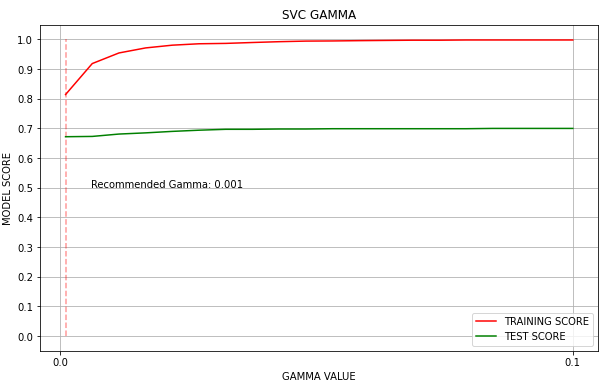 SVC GAMMA
MODEL SCORE
1.0
0.9
0.8
0.7
0.6
0.5
0.4
0.3
0.2
0.1
0.0
Recommended Gamma: 0.001
TRAINING SCORE
TEST SCORE
0.0
0.1
GAMMA VALUE